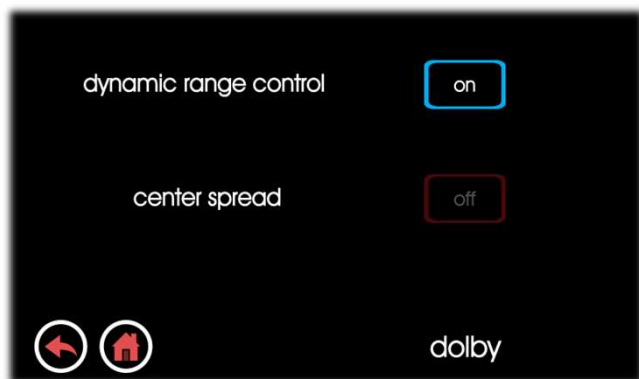 dynamic range control on
center spread off
dolby